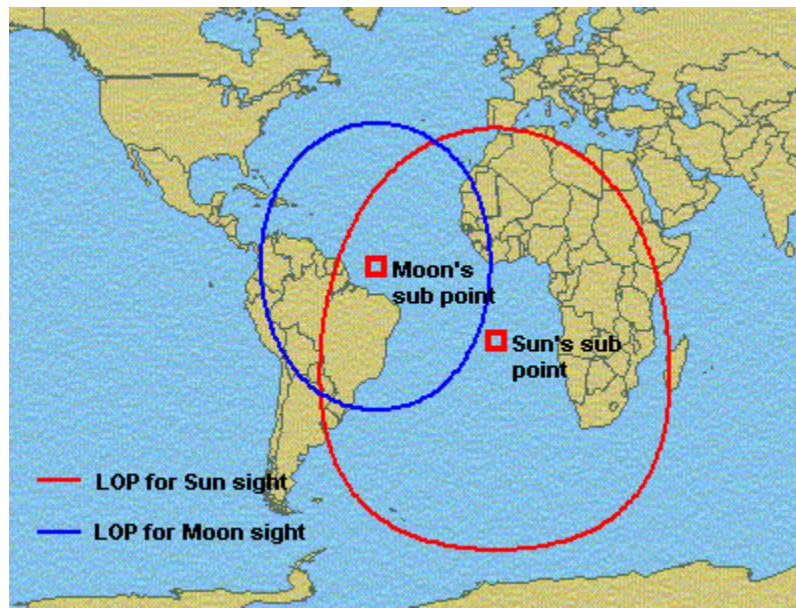 Moon's
sub point
Sun's sub
point
LOP for Sun sight
LOP for Moon sight